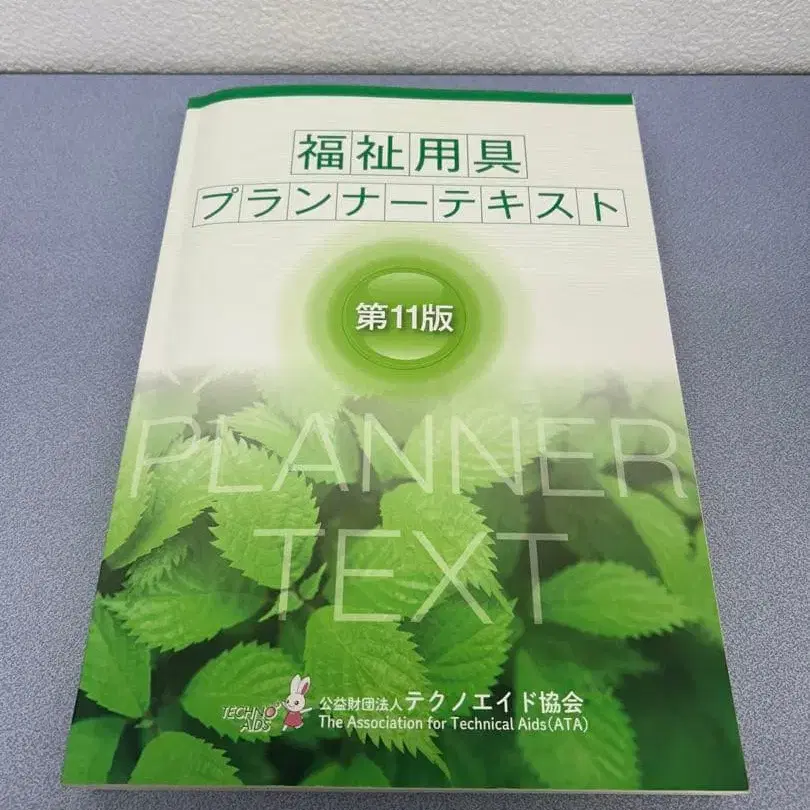 福祉用具
プランナーテキスト
第11版
PLANNER
TEXT
TECHNO
AIDS
公益財団法人テクノエイド協会
The Association for Technical Aids(ATA)